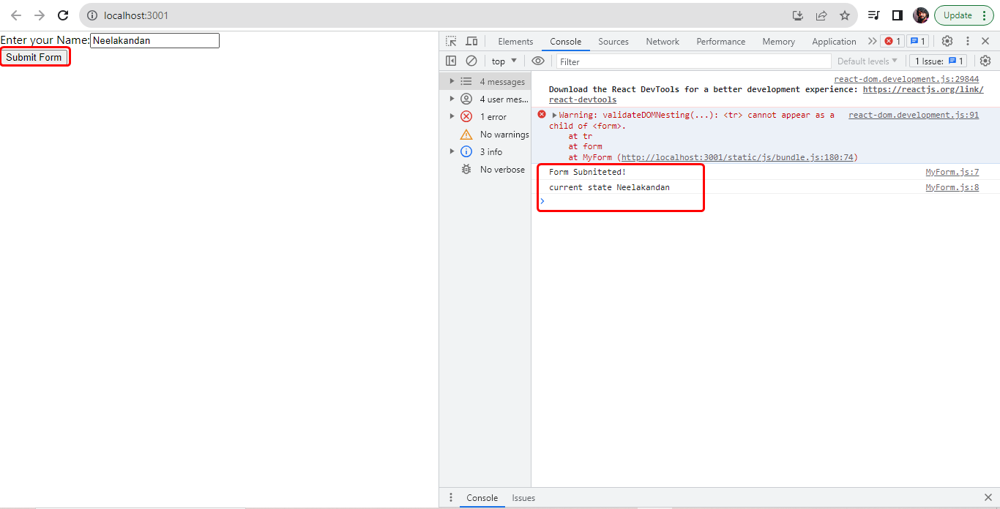 localhost:3001
Update
Enter your Name: Neelakandan
Submit Form
Elements Console Sources Network Performance Memory Application 1 1
top Filter Default levels 1 Issue: 1
4 messages
4 user mes...
1 error
No warnings
3 info
No verbose
react-dom.development.js:29844
Download the React DevTools for a better development experience: https://reactjs.org/link/
react-devtools
Warning: validateDOMNesting(...): <tr> cannot appear as a react-dom.development.js:91
child of <form>.
at tr
at form
at MyForm (http://localhost:3001/static/js/bundle.js:180:74)
Form Subniteted! MyForm.js:7
current state Neelakandan MyForm.js:8
Console Issues